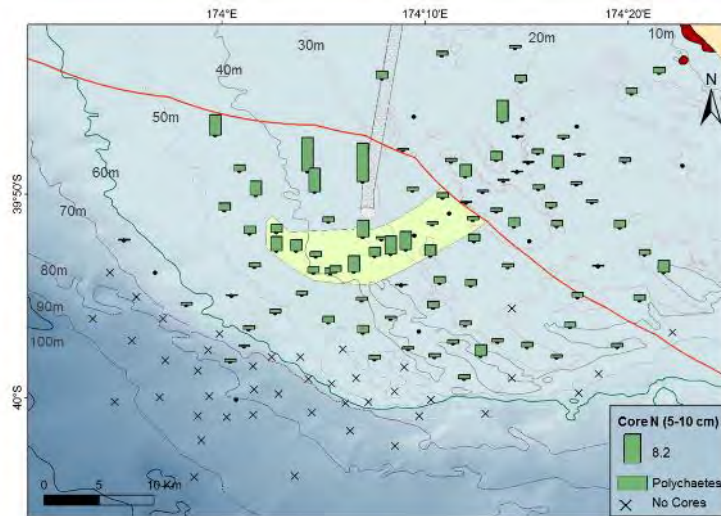 174°E 174°10'E 174°20'E
10m
20m
30m
40m
50m
60m
70m
80m
90m
100m
39°50'S
40°S
N
Core N (5-10 cm)
8.2
Polychaetes
No Cores
0 5 10 Km